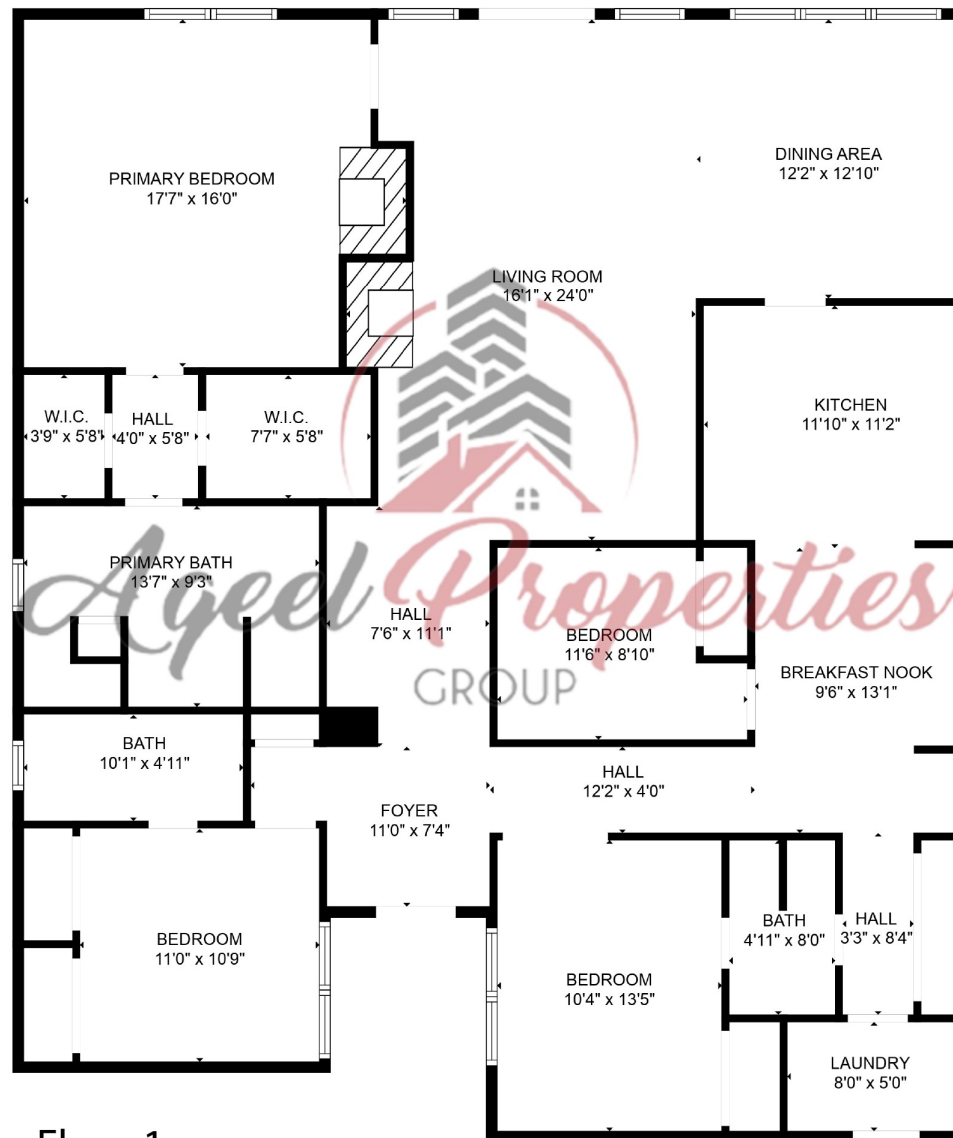 PRIMARY BEDROOM
17'7" x 16'0"
DINING AREA
12'2" x 12'10"
LIVING ROOM
16'1" x 24'0"
W.I.C.
3'9" x 5'8"
HALL
4'0" x 5'8"
W.I.C.
7'7" x 5'8"
KITCHEN
11'10" x 11'2"
PRIMARY BATH
13'7" x 9'3"
Aqeel Properties
GROUP
HALL
7'6" x 11'1"
BEDROOM
11'6" x 8'10"
BREAKFAST NOOK
9'6" x 13'1"
BATH
10'1" x 4'11"
HALL
12'2" x 4'0"
FOYER
11'0" x 7'4"
BEDROOM
11'0" x 10'9"
BATH
4'11" x 8'0"
HALL
3'3" x 8'4"
BEDROOM
10'4" x 13'5"
LAUNDRY
8'0" x 5'0"
Floor 1